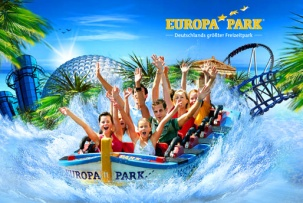 EUROPA★PARK®
– Deutschlands größter Freizeitpark –
EUROPA PARK